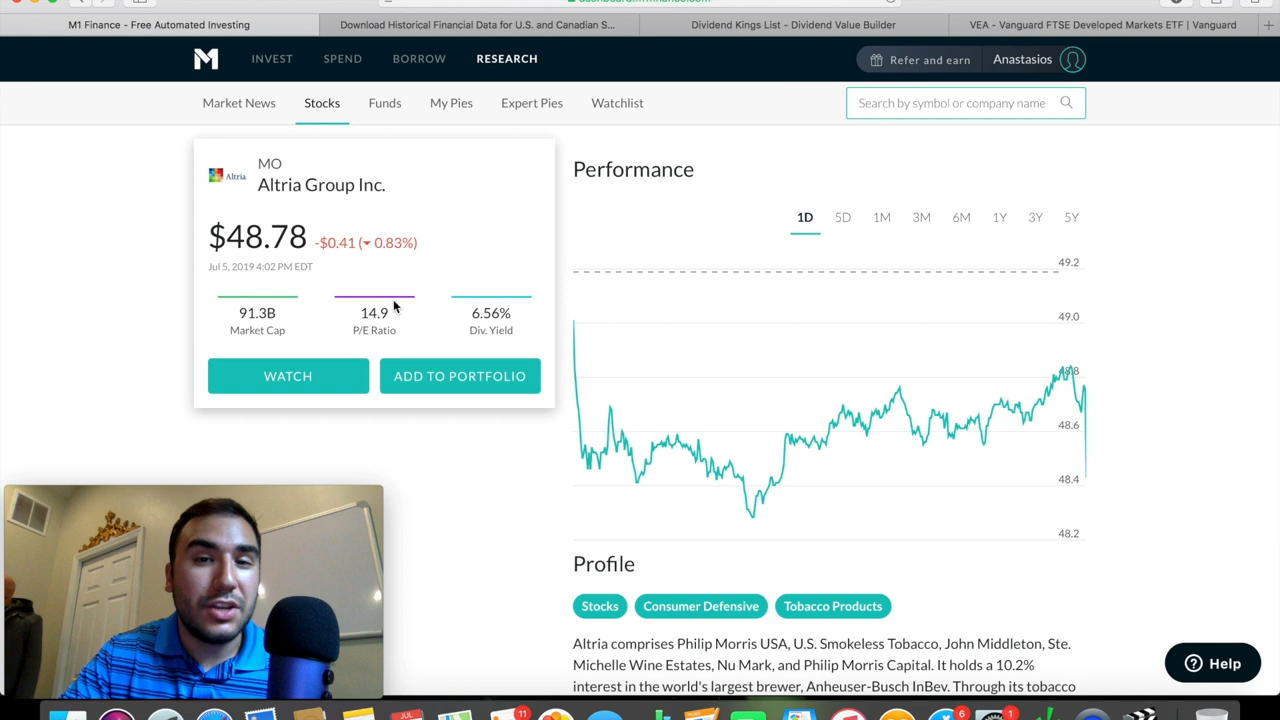 M1 Finance - Free Automated Investing
Download Historical Financial Data for U.S. and Canadian S...
Dividend Kings List - Dividend Value Builder
VEA - Vanguard FTSE Developed Markets ETF | Vanguard
INVEST SPEND BORROW RESEARCH
Refer and earn
Anastasios
Market News Stocks Funds My Pies Expert Pies Watchlist
Search by symbol or company name
Altria
MO
Altria Group Inc.
$48.78 -$0.41 (▾ 0.83%)
Jul 5, 2019 4:02 PM EDT
91.3B 14.9 6.56%
Market Cap P/E Ratio Div. Yield
WATCH ADD TO PORTFOLIO
Performance
1D 5D 1M 3M 6M 1Y 3Y 5Y
49.2
49.0
48.8
48.6
48.4
48.2
Profile
Stocks Consumer Defensive Tobacco Products
Altria comprises Philip Morris USA, U.S. Smokeless Tobacco, John Middleton, Ste.
Michelle Wine Estates, Nu Mark, and Philip Morris Capital. It holds a 10.2%
interest in the world's largest brewer, Anheuser-Busch InBev. Through its tobacco
Help
JUL
11
6
1